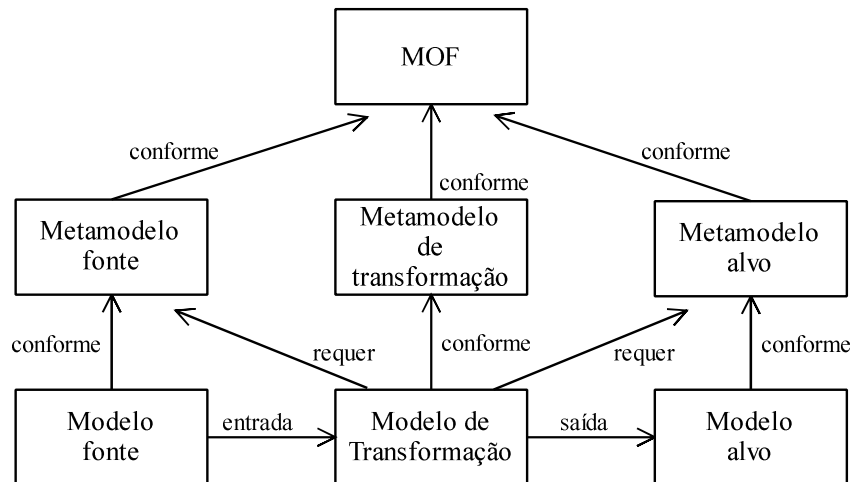 MOF
conforme
conforme
conforme
Metamodelo
fonte
Metamodelo
de
transformação
Metamodelo
alvo
conforme
requer
conforme
requer
conforme
Modelo
fonte
entrada
Modelo de
Transformação
saída
Modelo
alvo